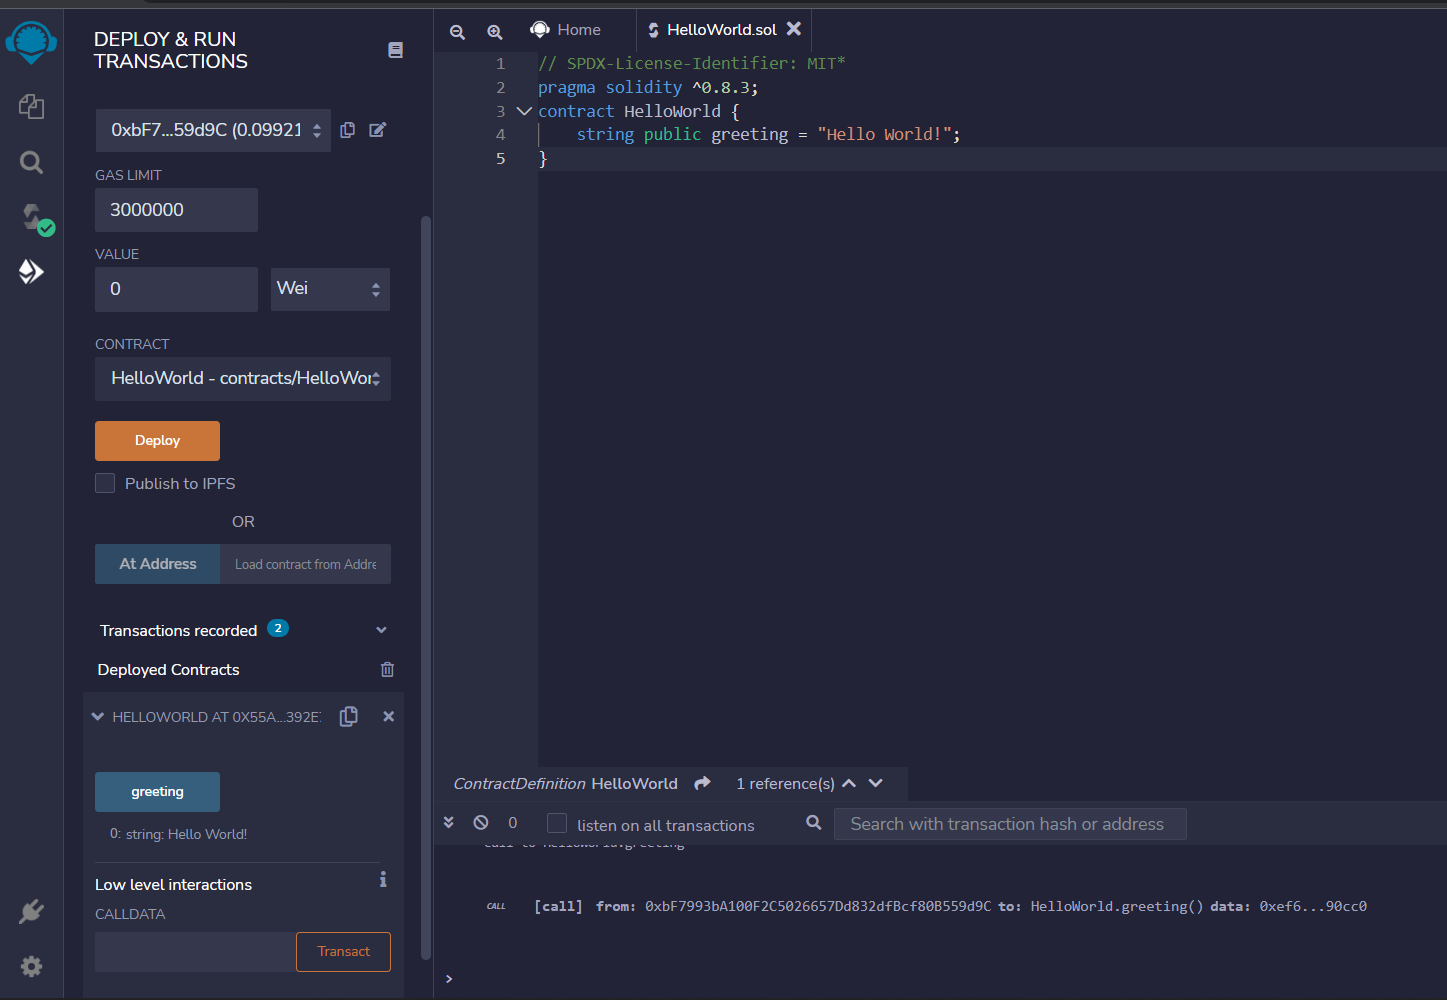 DEPLOY & RUN
TRANSACTIONS
0xbF7...59d9C (0.09921
GAS LIMIT
3000000
VALUE
0
Wei
CONTRACT
HelloWorld - contracts/HelloWor
Deploy
Publish to IPFS
OR
At Address
Load contract from Addre
Transactions recorded 2
Deployed Contracts
HELLOWORLD AT 0X55A...392E
greeting
0: string: Hello World!
Low level interactions
i
CALLDATA
Transact
Home
HelloWorld.sol
1 // SPDX-License-Identifier: MIT*
2 pragma solidity ^0.8.3;
3 contract HelloWorld {
4 string public greeting = "Hello World!";
5 }
ContractDefinition HelloWorld 1 reference(s)
0 listen on all transactions Search with transaction hash or address
call to HelloWorld.greeting
CALL [call] from: 0xbF7993bA100F2C5026657Dd832dfBcf80B559d9C to: HelloWorld.greeting() data: 0xef6...90cc0
>